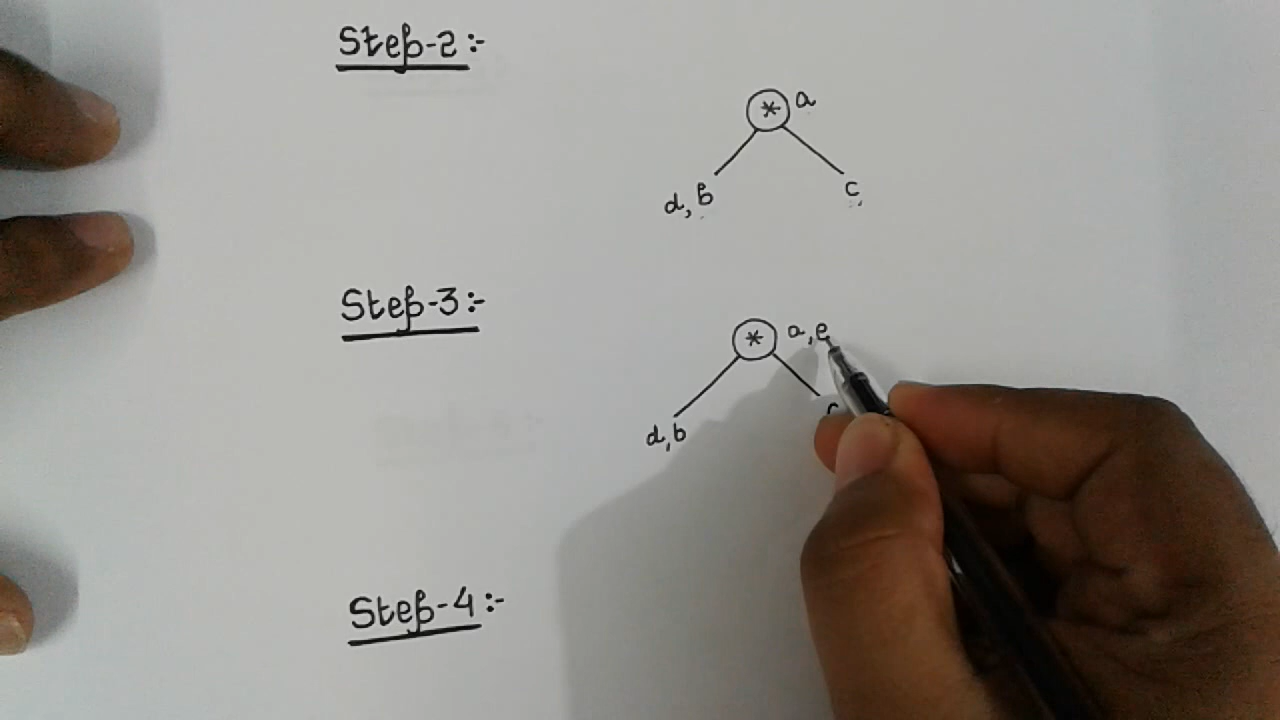 Step-2:-
* a
d, b
c
Step-3:-
* a, e
d, b
c
Step-4:-